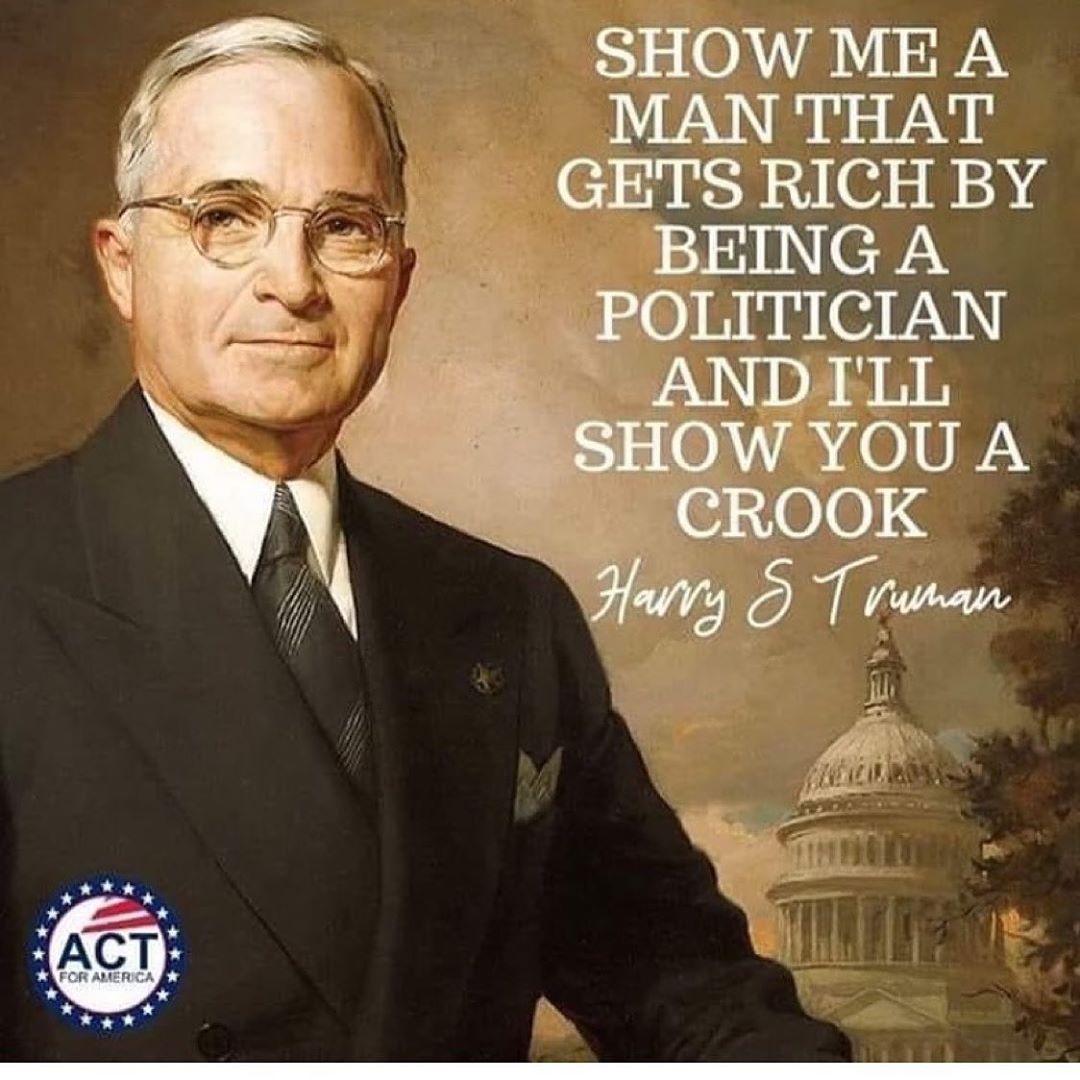 SHOW ME A
MAN THAT
GETS RICH BY
BEING A
POLITICIAN
AND I'LL
SHOW YOU A
CROOK
Harry S Truman
ACT
FOR AMERICA